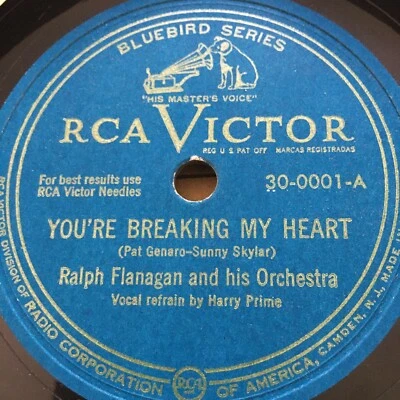 BLUEBIRD SERIES
"HIS MASTER'S VOICE"
RCA VICTOR
REG U S PAT OFF MARCAS REGISTRADAS
For best results use
RCA Victor Needles
30-0001-A
YOU'RE BREAKING MY HEART
(Pat Genaro-Sunny Skylar)
Ralph Flanagan and his Orchestra
Vocal refrain by Harry Prime
RCA VICTOR DIVISION OF RADIO CORPORATION OF AMERICA, CAMDEN, N.J., MADE IN
RCA